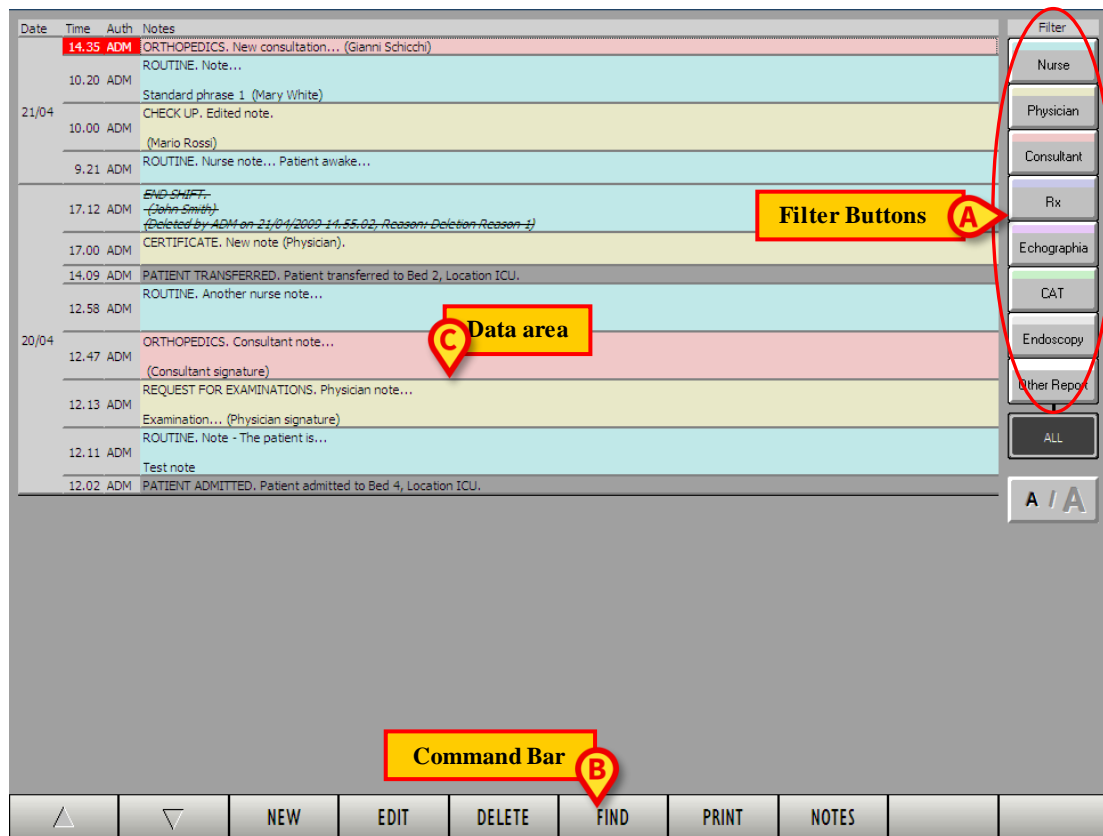 Date Time Auth Notes
14.35 ADM ORTHOPEDICS. New consultation... (Gianni Schicchi)
ROUTINE. Note...
10.20 ADM
Standard phrase 1 (Mary White)
21/04
CHECK UP. Edited note.
10.00 ADM
(Mario Rossi)
9.21 ADM ROUTINE. Nurse note... Patient awake...
END SHIFT.
17.12 ADM (John Smith)
(Deleted by ADM on 21/04/2009 14.55.02, Reason: Deletion Reason 1)
17.00 ADM CERTIFICATE. New note (Physician).
14.09 ADM PATIENT TRANSFERRED. Patient transferred to Bed 2, Location ICU.
12.58 ADM ROUTINE. Another nurse note...
20/04
ORTHOPEDICS. Consultant note...
12.47 ADM
(Consultant signature)
REQUEST FOR EXAMINATIONS. Physician note...
12.13 ADM
Examination... (Physician signature)
ROUTINE. Note - The patient is...
12.11 ADM
Test note
12.02 ADM PATIENT ADMITTED. Patient admitted to Bed 4, Location ICU.
Filter
Nurse
Physician
Consultant
Rx
Echographia
CAT
Endoscopy
Other Report
ALL
A / A
Filter Buttons A
C Data area
Command Bar B
NEW EDIT DELETE FIND PRINT NOTES